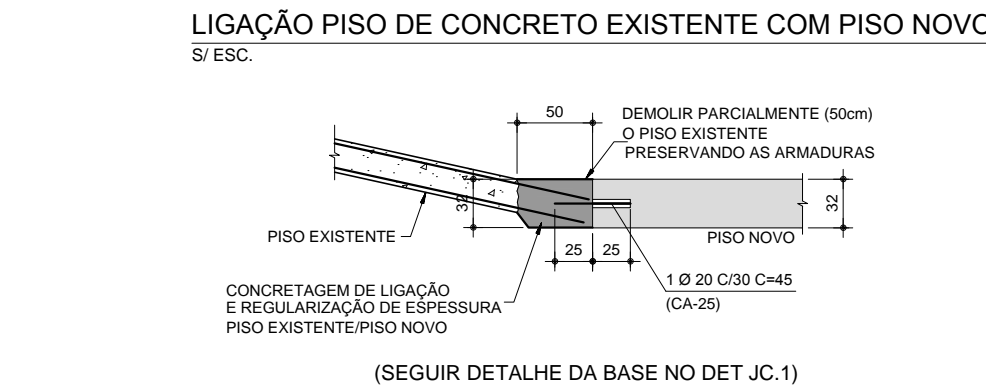 LIGAÇÃO PISO DE CONCRETO EXISTENTE COM PISO NOVO
S/ ESC.
50
DEMOLIR PARCIALMENTE (50cm)
O PISO EXISTENTE
PRESERVANDO AS ARMADURAS
32
32
PISO EXISTENTE
PISO NOVO
25
25
1 Ø 20 C/30 C=45
(CA-25)
CONCRETAGEM DE LIGAÇÃO
E REGULARIZAÇÃO DE ESPESSURA
PISO EXISTENTE/PISO NOVO
(SEGUIR DETALHE DA BASE NO DET JC.1)